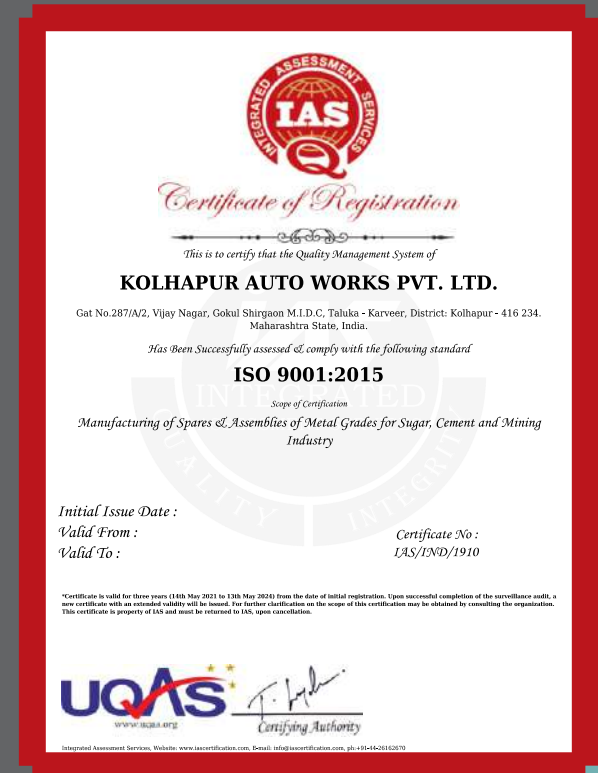 INTEGRATED ASSESSMENT SERVICES
IAS
Q
Certificate of Registration
This is to certify that the Quality Management System of
KOLHAPUR AUTO WORKS PVT. LTD.
Gat No.287/A/2, Vijay Nagar, Gokul Shirgaon M.I.D.C, Taluka - Karveer, District: Kolhapur - 416 234.
Maharashtra State, India.
Has Been Successfully assessed & comply with the following standard
ISO 9001:2015
INTEGRATED
Scope of Certification
Manufacturing of Spares & Assemblies of Metal Grades for Sugar, Cement and Mining
Industry
QUALITY INTEGRITY
Initial Issue Date :
Valid From :
Valid To :
Certificate No :
IAS/IND/1910
*Certificate is valid for three years (14th May 2021 to 13th May 2024) from the date of initial registration. Upon successful completion of the surveillance audit, a
new certificate with an extended validity will be issued. For further clarification on the scope of this certification may be obtained by consulting the organization.
This certificate is property of IAS and must be returned to IAS, upon cancellation.
UQAS
www.uqas.org
Certifying Authority
Integrated Assessment Services, Website: www.iascertification.com, E-mail: info@iascertification.com, ph:+91-44-26162670